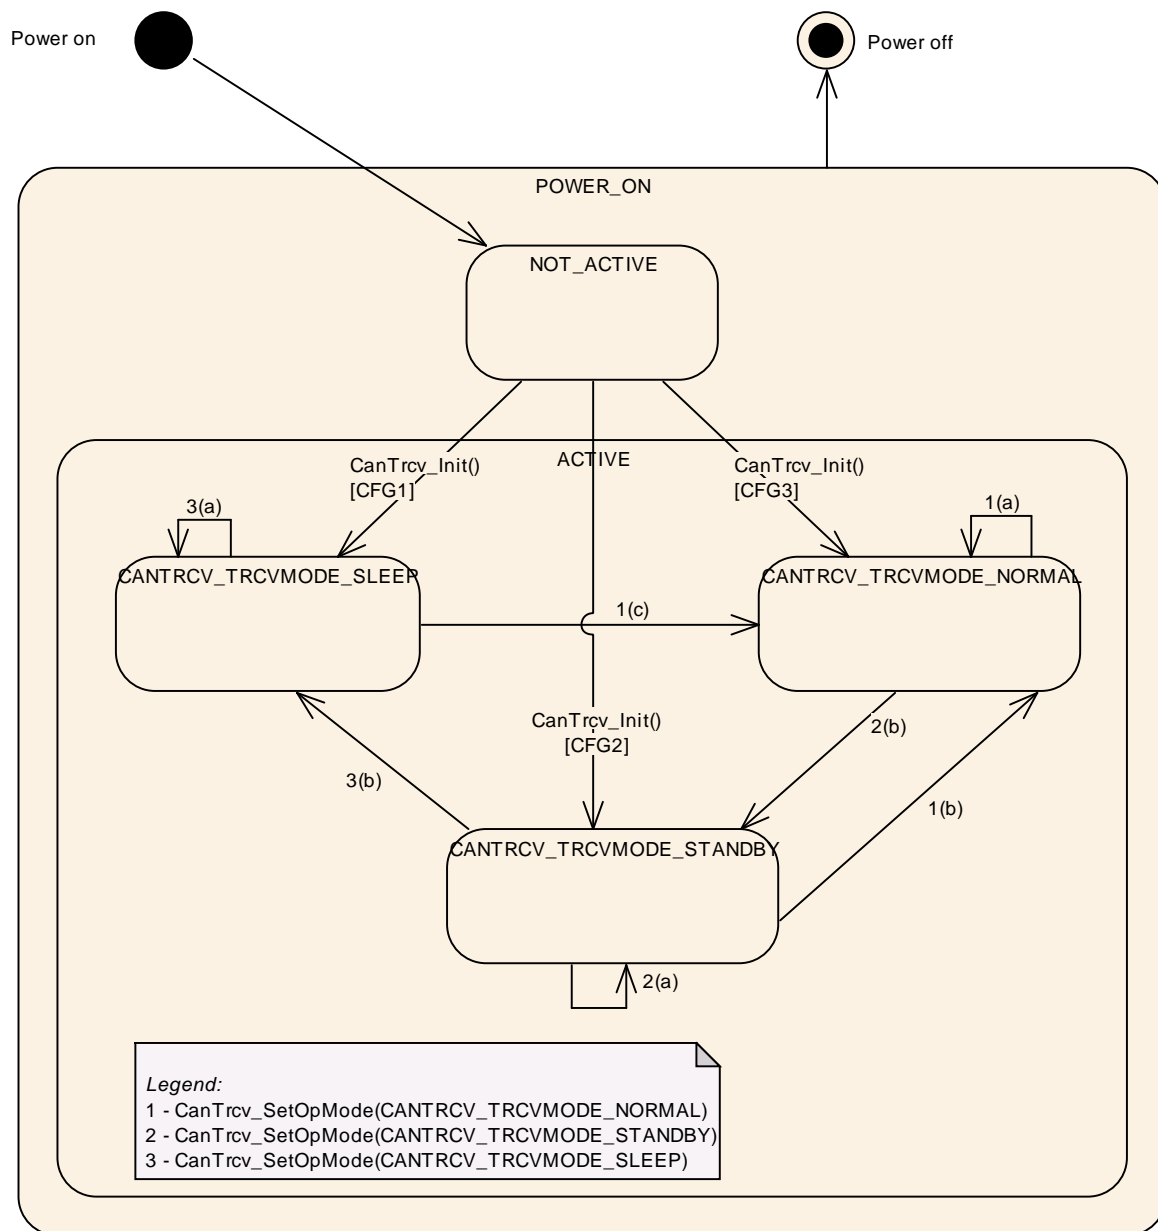 Power on
Power off
POWER_ON
NOT_ACTIVE
ACTIVE
CanTrcv_Init()
[CFG1]
CanTrcv_Init()
[CFG3]
3(a)
1(a)
CANTRCV_TRCVMODE_SLEEP
CANTRCV_TRCVMODE_NORMAL
1(c)
CanTrcv_Init()
[CFG2]
2(b)
3(b)
1(b)
CANTRCV_TRCVMODE_STANDBY
2(a)
Legend:
1 - CanTrcv_SetOpMode(CANTRCV_TRCVMODE_NORMAL)
2 - CanTrcv_SetOpMode(CANTRCV_TRCVMODE_STANDBY)
3 - CanTrcv_SetOpMode(CANTRCV_TRCVMODE_SLEEP)